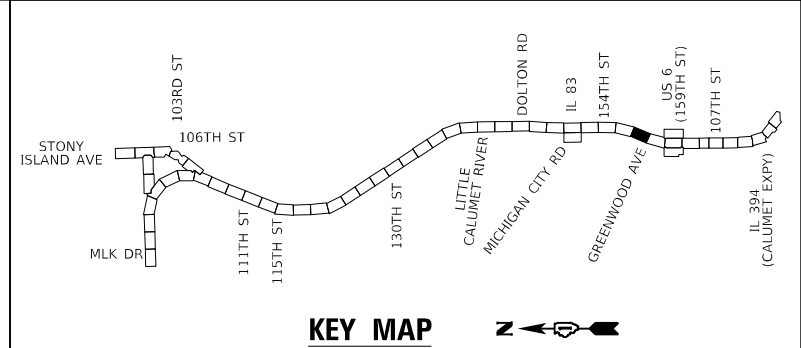 STONY
ISLAND AVE
103RD ST
106TH ST
MLK DR
111TH ST
115TH ST
130TH ST
LITTLE
CALUMET RIVER
DOLTON RD
MICHIGAN CITY RD
IL 83
154TH ST
GREENWOOD AVE
US 6
(159TH ST)
107TH ST
IL 394
(CALUMET EXPY)
KEY MAP
N